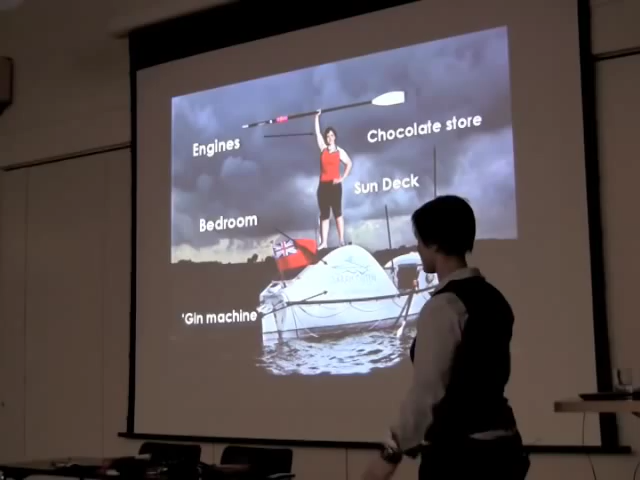 Engines
Chocolate store
Sun Deck
Bedroom
'Gin machine'